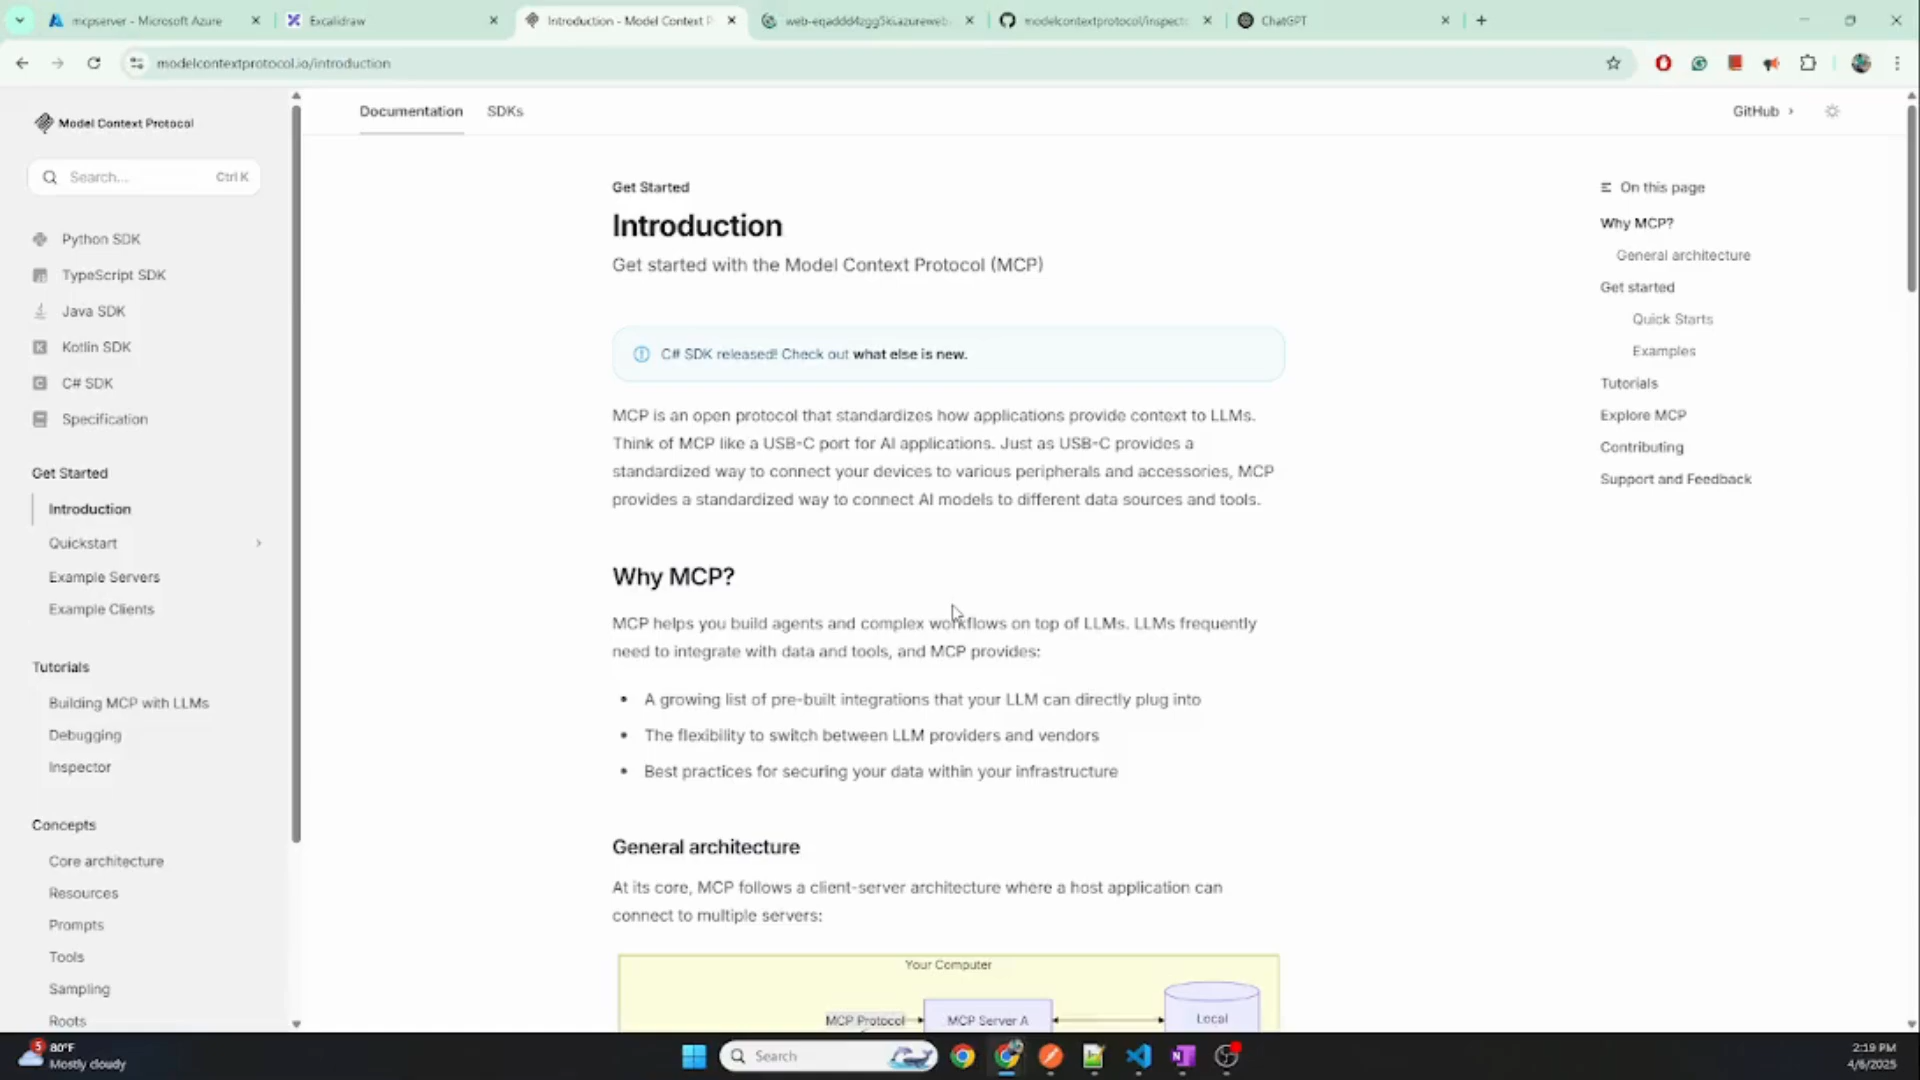 mcpserver - Microsoft Azure
Excalidraw
Introduction - Model Context P
modelcontextprotocol/inspect
ChatGPT
modelcontextprotocol.io/introduction
Model Context Protocol
Search...
Ctrl K
Python SDK
TypeScript SDK
Java SDK
Kotlin SDK
C# SDK
Specification
Get Started
Introduction
Quickstart
Example Servers
Example Clients
Tutorials
Building MCP with LLMs
Debugging
Inspector
Concepts
Core architecture
Resources
Prompts
Tools
Sampling
Roots
Documentation
SDKs
GitHub
Get Started
Introduction
Get started with the Model Context Protocol (MCP)
C# SDK released! Check out what else is new.
MCP is an open protocol that standardizes how applications provide context to LLMs.
Think of MCP like a USB-C port for AI applications. Just as USB-C provides a
standardized way to connect your devices to various peripherals and accessories, MCP
provides a standardized way to connect AI models to different data sources and tools.
Why MCP?
MCP helps you build agents and complex workflows on top of LLMs. LLMs frequently
need to integrate with data and tools, and MCP provides:
• A growing list of pre-built integrations that your LLM can directly plug into
• The flexibility to switch between LLM providers and vendors
• Best practices for securing your data within your infrastructure
General architecture
At its core, MCP follows a client-server architecture where a host application can
connect to multiple servers:
Your Computer
MCP Protocol
MCP Server A
Local
On this page
Why MCP?
General architecture
Get started
Quick Starts
Examples
Tutorials
Explore MCP
Contributing
Support and Feedback
5
80°F
Mostly cloudy
Search
2:19 PM
4/6/2025